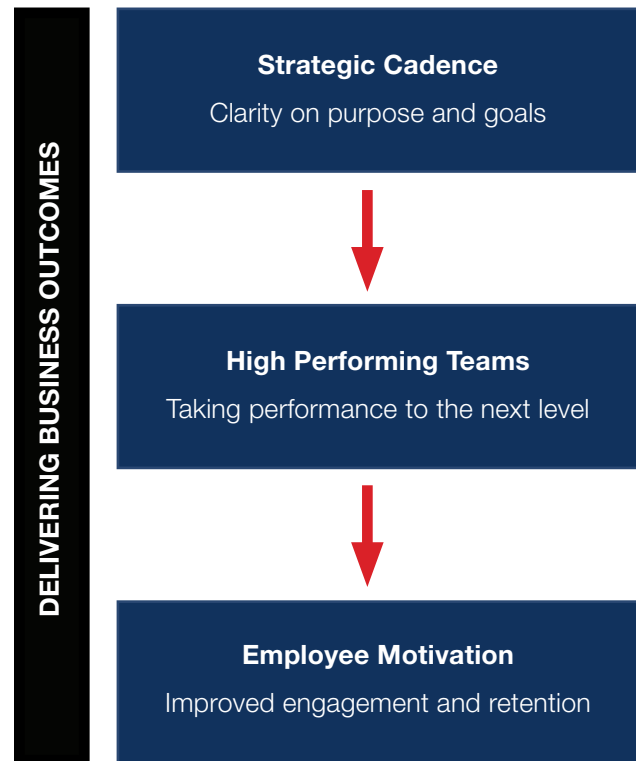 DELIVERING BUSINESS OUTCOMES
Strategic Cadence
Clarity on purpose and goals
High Performing Teams
Taking performance to the next level
Employee Motivation
Improved engagement and retention